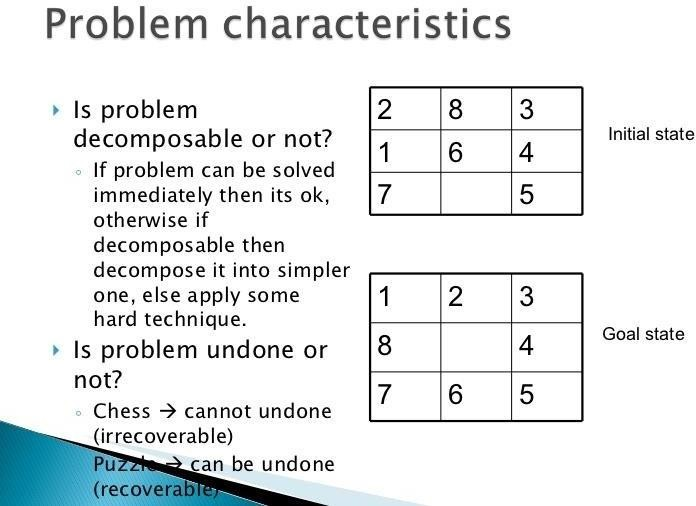 Problem characteristics
Is problem
decomposable or not?
If problem can be solved
immediately then its ok,
otherwise if
decomposable then
decompose it into simpler
one, else apply some
hard technique.
Is problem undone or
not?
Chess → cannot undone
(irrecoverable)
Puzzle → can be undone
(recoverable)
2 8 3
1 6 4
7 5
Initial state
1 2 3
8 4
7 6 5
Goal state